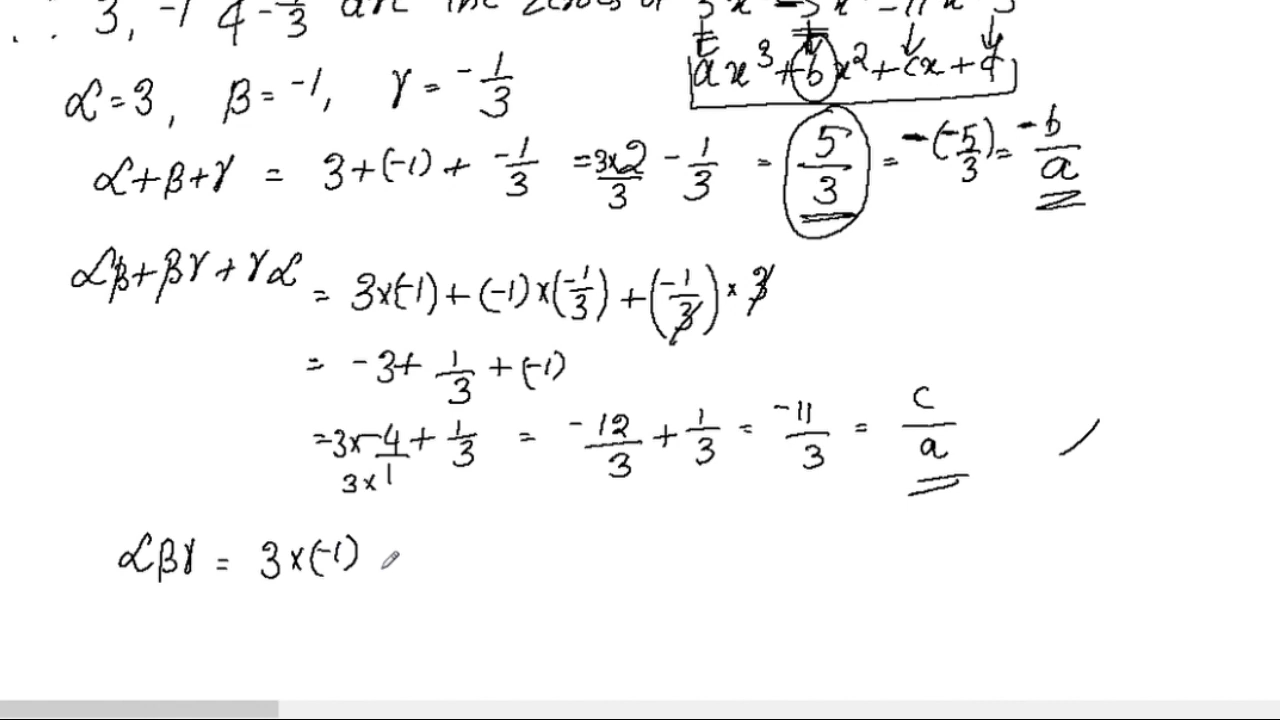 ∴ 3, -1 & -1/3 are the zeroes of 3x³ - 5x² - 11x - 3
ax³ + bx² + cx + d
α = 3, β = -1, γ = -1/3
α + β + γ = 3 + (-1) + -1/3 = 3×2/3 - 1/3 = 5/3 = -(-5/3) = -b/a
αβ + βγ + γα = 3×(-1) + (-1)×(-1/3) + (-1/3) × 3
= -3 + 1/3 + (-1)
= 3×-4/3×1 + 1/3 = -12/3 + 1/3 = -11/3 = c/a
αβγ = 3×(-1)